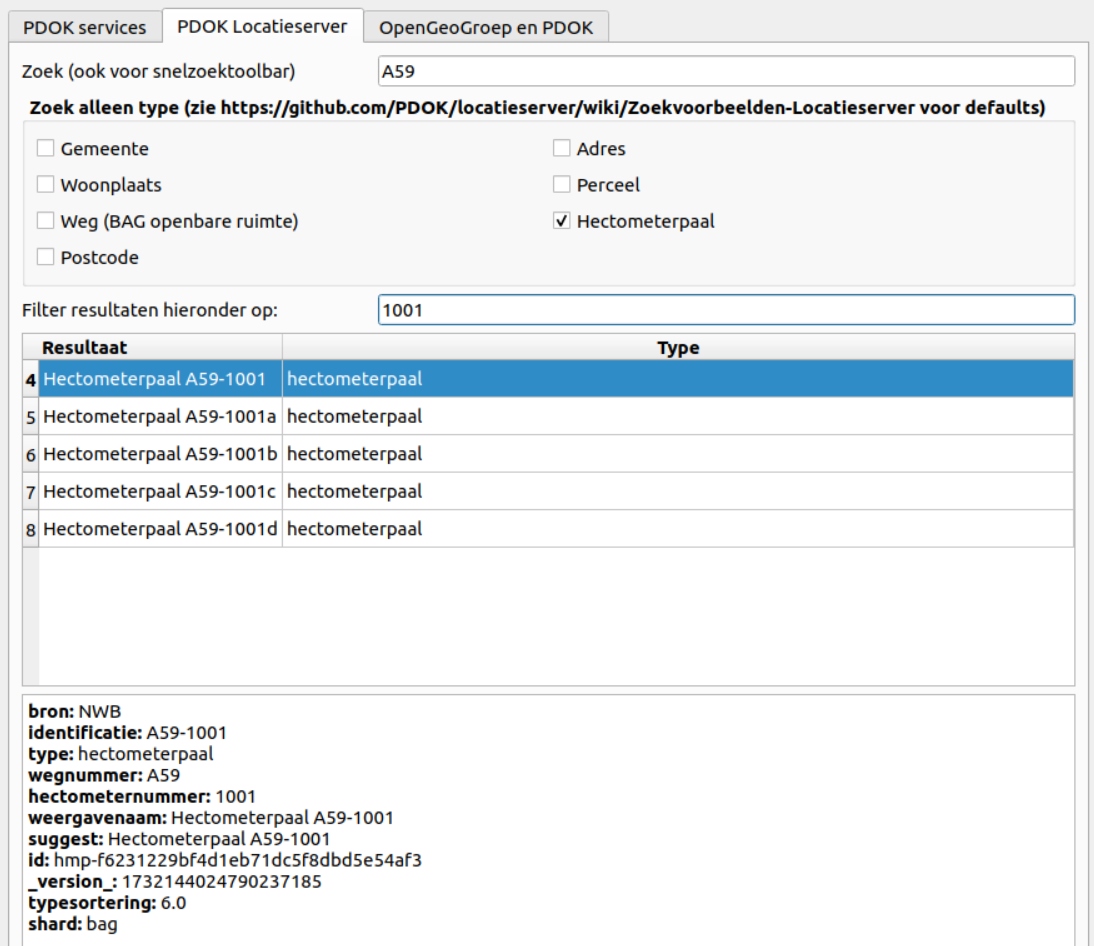 PDOK services PDOK Locatieserver OpenGeoGroep en PDOK
Zoek (ook voor snelzoektoolbar) A59
Zoek alleen type (zie https://github.com/PDOK/locatieserver/wiki/Zoekvoorbeelden-Locatieserver voor defaults)
Gemeente Adres
Woonplaats Perceel
Weg (BAG openbare ruimte) Hectometerpaal
Postcode
Filter resultaten hieronder op: 1001
Resultaat Type
4 Hectometerpaal A59-1001 hectometerpaal
5 Hectometerpaal A59-1001a hectometerpaal
6 Hectometerpaal A59-1001b hectometerpaal
7 Hectometerpaal A59-1001c hectometerpaal
8 Hectometerpaal A59-1001d hectometerpaal
bron: NWB
identificatie: A59-1001
type: hectometerpaal
wegnummer: A59
hectometernummer: 1001
weergavenaam: Hectometerpaal A59-1001
suggest: Hectometerpaal A59-1001
id: hmp-f6231229bf4d1eb71dc5f8dbd5e54af3
_version_: 1732144024790237185
typesortering: 6.0
shard: bag